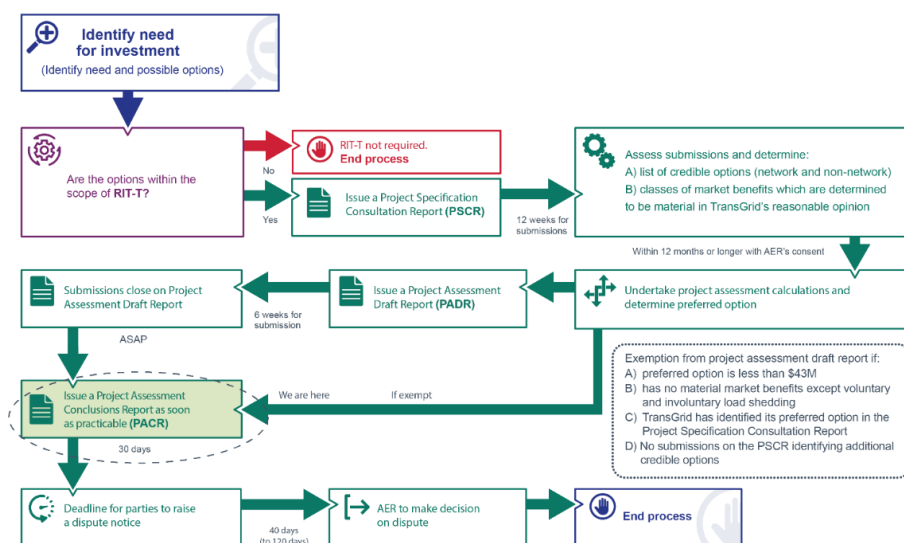 Identify need
for investment
(Identify need and possible options)
Are the options within the
scope of RIT-T?
No
RIT-T not required.
End process
Yes
Issue a Project Specification
Consultation Report (PSCR)
12 weeks for
submissions
Assess submissions and determine:
A) list of credible options (network and non-network)
B) classes of market benefits which are determined
to be material in TransGrid's reasonable opinion
Within 12 months or longer with AER's consent
Undertake project assessment calculations and
determine preferred option
Issue a Project Assessment
Draft Report (PADR)
6 weeks for
submission
Submissions close on Project
Assessment Draft Report
ASAP
Exemption from project assessment draft report if:
A) preferred option is less than $43M
B) has no material market benefits except voluntary
and involuntary load shedding
C) TransGrid has identified its preferred option in the
Project Specification Consultation Report
D) No submissions on the PSCR identifying additional
credible options
We are here
If exempt
Issue a Project Assessment
Conclusions Report as soon
as practicable (PACR)
30 days
Deadline for parties to raise
a dispute notice
40 days
(to 120 days)
AER to make decision
on dispute
End process